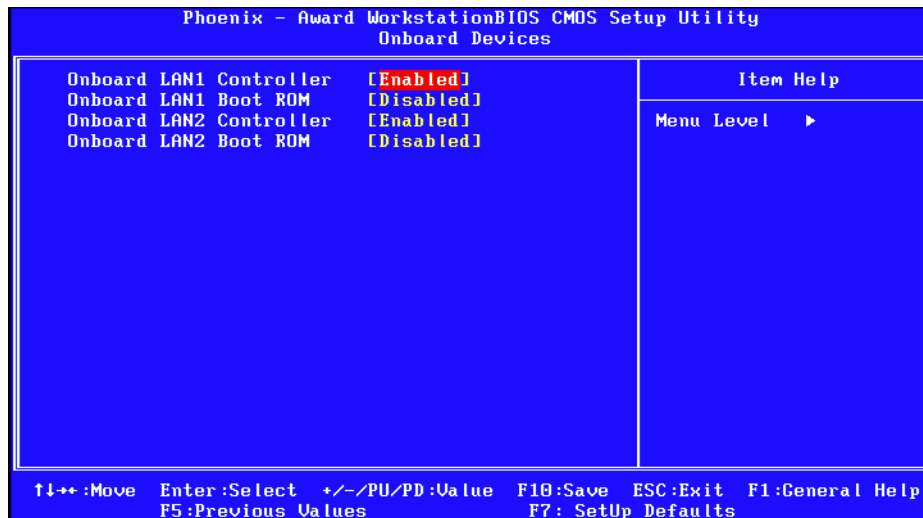 Phoenix - Award WorkstationBIOS CMOS Setup Utility
Onboard Devices
Onboard LAN1 Controller [Enabled]
Onboard LAN1 Boot ROM [Disabled]
Onboard LAN2 Controller [Enabled]
Onboard LAN2 Boot ROM [Disabled]
Item Help
Menu Level ▶
↑↓→←:Move Enter:Select +/-/PU/PD:Value F10:Save ESC:Exit F1:General Help
F5:Previous Values F7: SetUp Defaults